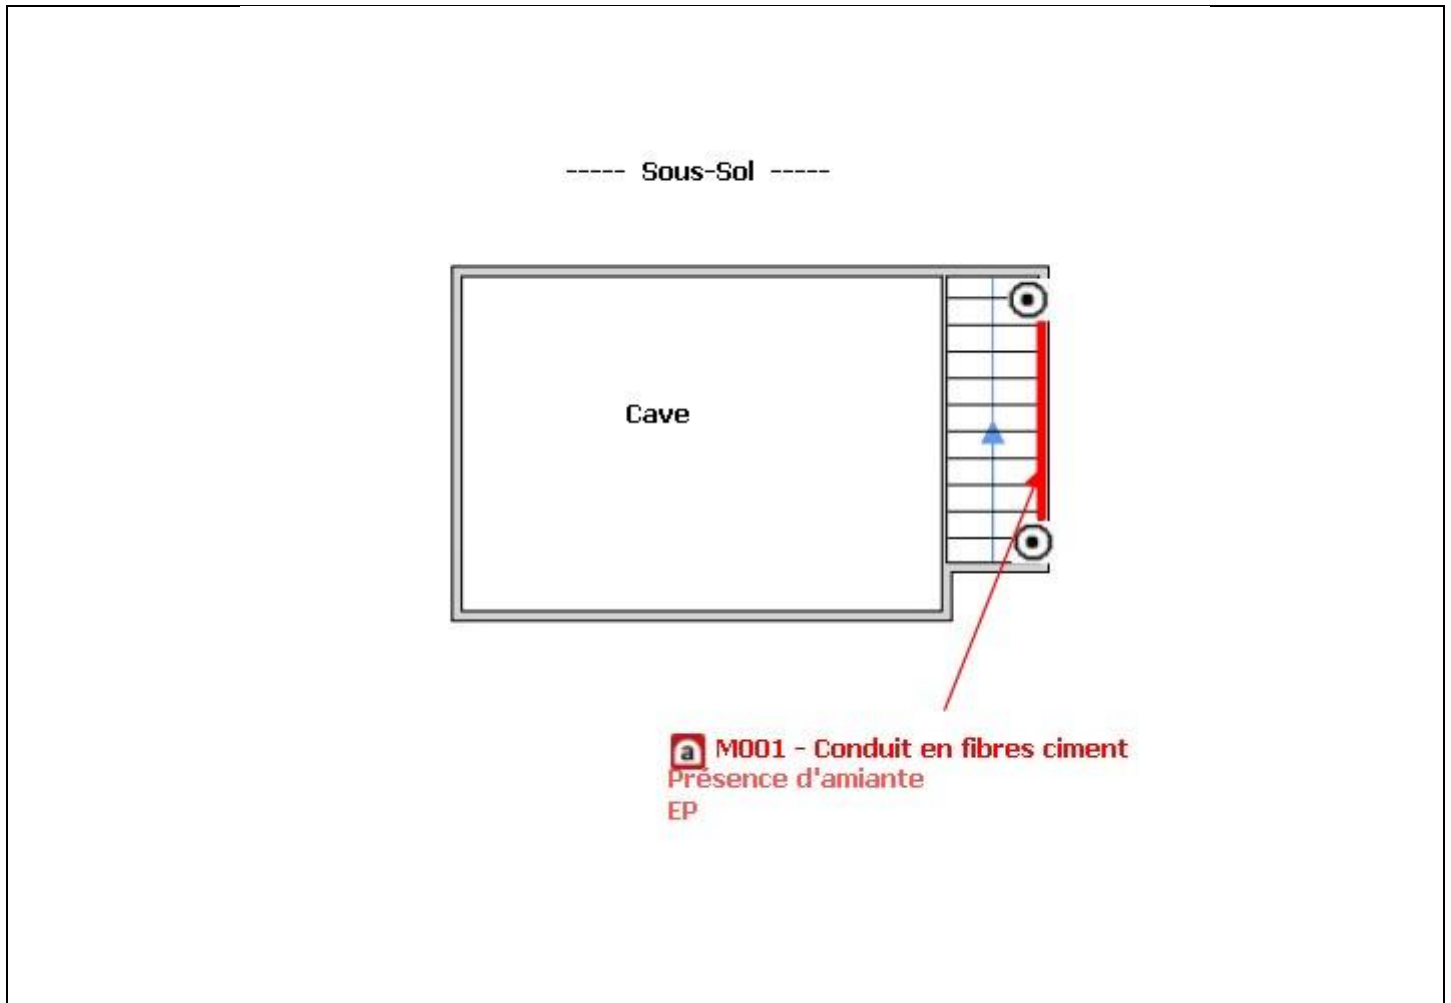 ----- Sous-Sol -----
Cave
a M001 - Conduit en fibres ciment
Présence d'amiante
EP